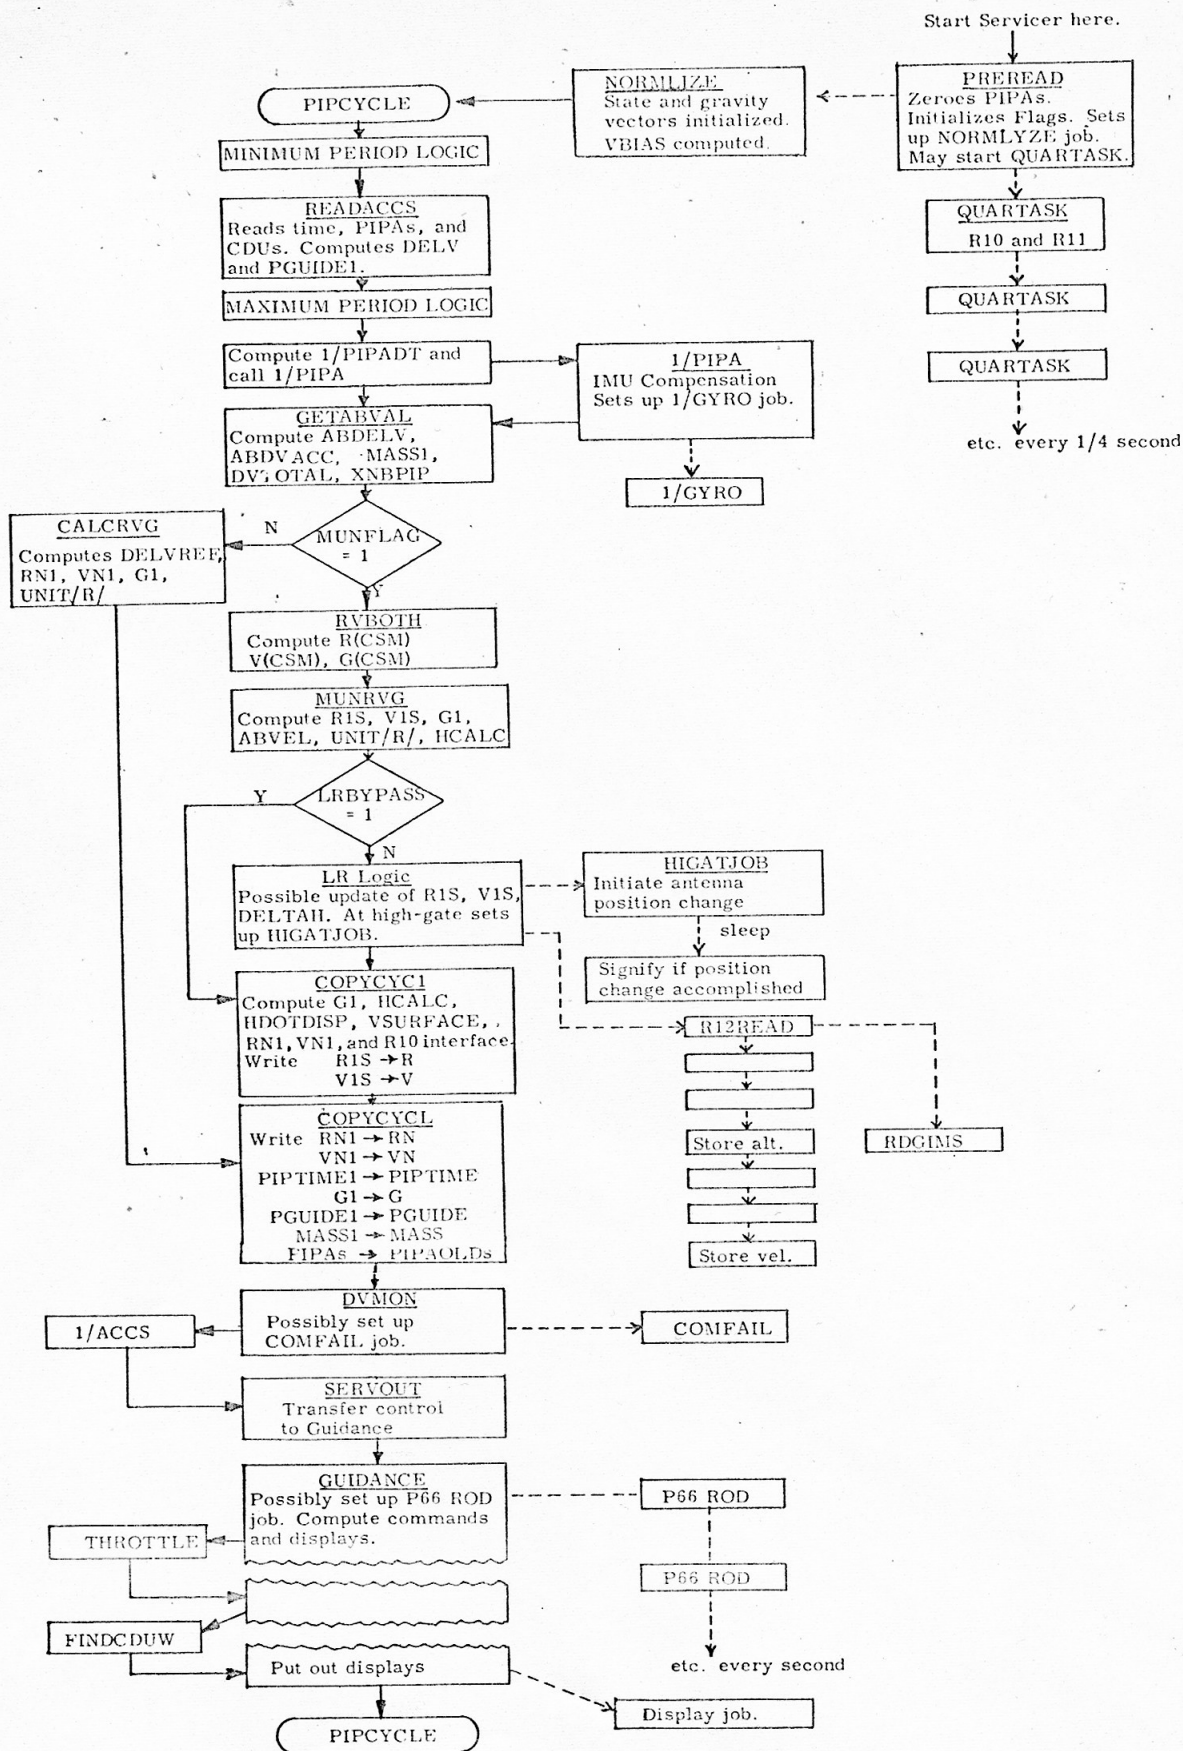 Start Servicer here.
PREREAD
Zeroes PIPAs.
Initializes Flags. Sets
up NORMLYZE job.
May start QUARTASK.
NORMLIZE
State and gravity
vectors initialized.
VBIAS computed.
PIPCYCLE
MINIMUM PERIOD LOGIC
READACCS
Reads time, PIPAs, and
CDUs. Computes DELV
and PGUIDE1.
MAXIMUM PERIOD LOGIC
Compute 1/PIPADT and
call 1/PIPA
1/PIPA
IMU Compensation
Sets up 1/GYRO job.
1/GYRO
QUARTASK
R10 and R11
QUARTASK
QUARTASK
etc. every 1/4 second
GETABVAL
Compute ABDELV,
ABDVACC, MASS1,
XNBPIP
MUNFLAG
= 1
N
Y
CALCRVG
Computes
RN1, VN1, G1,
UNIT/R/
RVBOTH
Compute R(CSM)
V(CSM), G(CSM)
MUNRVG
Compute R1S, V1S, G1,
ABVEL, UNIT/R/, HCALC
LRBYPASS
= 1
Y
N
LR Logic
Possible update of R1S, V1S,
DELTAH. At high-gate sets
up HIGATJOB.
HIGATJOB
Initiate antenna
position change
sleep
Signify if position
change accomplished
R12READ
Store alt.
Store vel.
RDGIMS
COPYCYC1
Compute G1, HCALC,
HDOTDISP, VSURFACE,
RN1, VN1, and R10 interface.
Write R1S → R
V1S → V
COPYCYCL
Write RN1 → RN
VN1 → VN
PIPTIME1 → PIPTIME
G1 → G
PGUIDE1 → PGUIDE
MASS1 → MASS
PIPAs → PIPAOLDs
DVMON
Possibly set up
COMFAIL job.
COMFAIL
1/ACCS
SERVOUT
Transfer control
to Guidance
GUIDANCE
Possibly set up P66 ROD
job. Compute commands
and displays.
P66 ROD
P66 ROD
etc. every second
THROTTLE
FINDCDUW
Put out displays
Display job.
PIPCYCLE